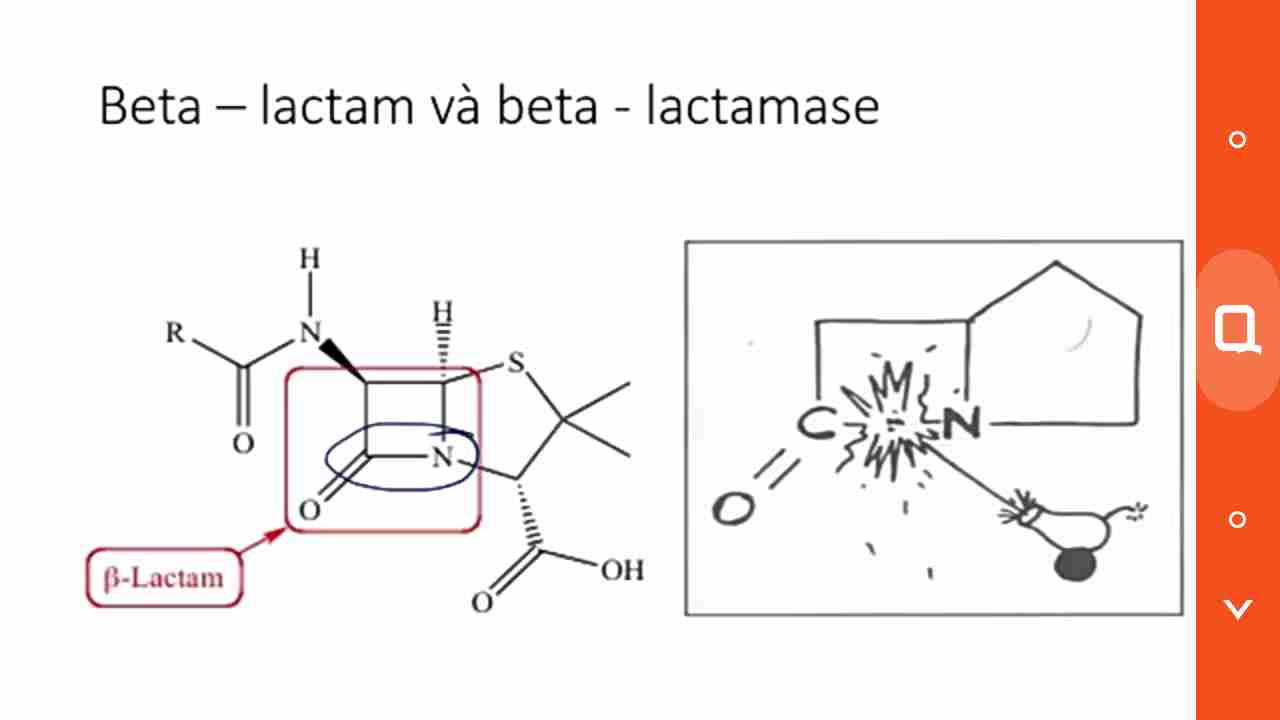 Beta – lactam và beta - lactamase
H
H
R
N
S
O
N
O
β-Lactam
OH
O
C
N
O